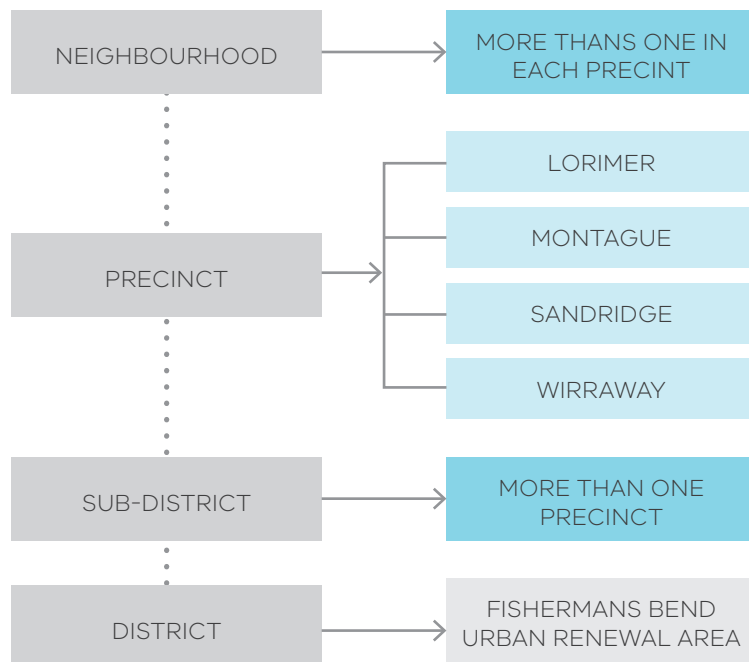 NEIGHBOURHOOD
MORE THANS ONE IN
EACH PRECINT
PRECINCT
LORIMER
MONTAGUE
SANDRIDGE
WIRRAWAY
SUB-DISTRICT
MORE THAN ONE
PRECINCT
DISTRICT
FISHERMANS BEND
URBAN RENEWAL AREA